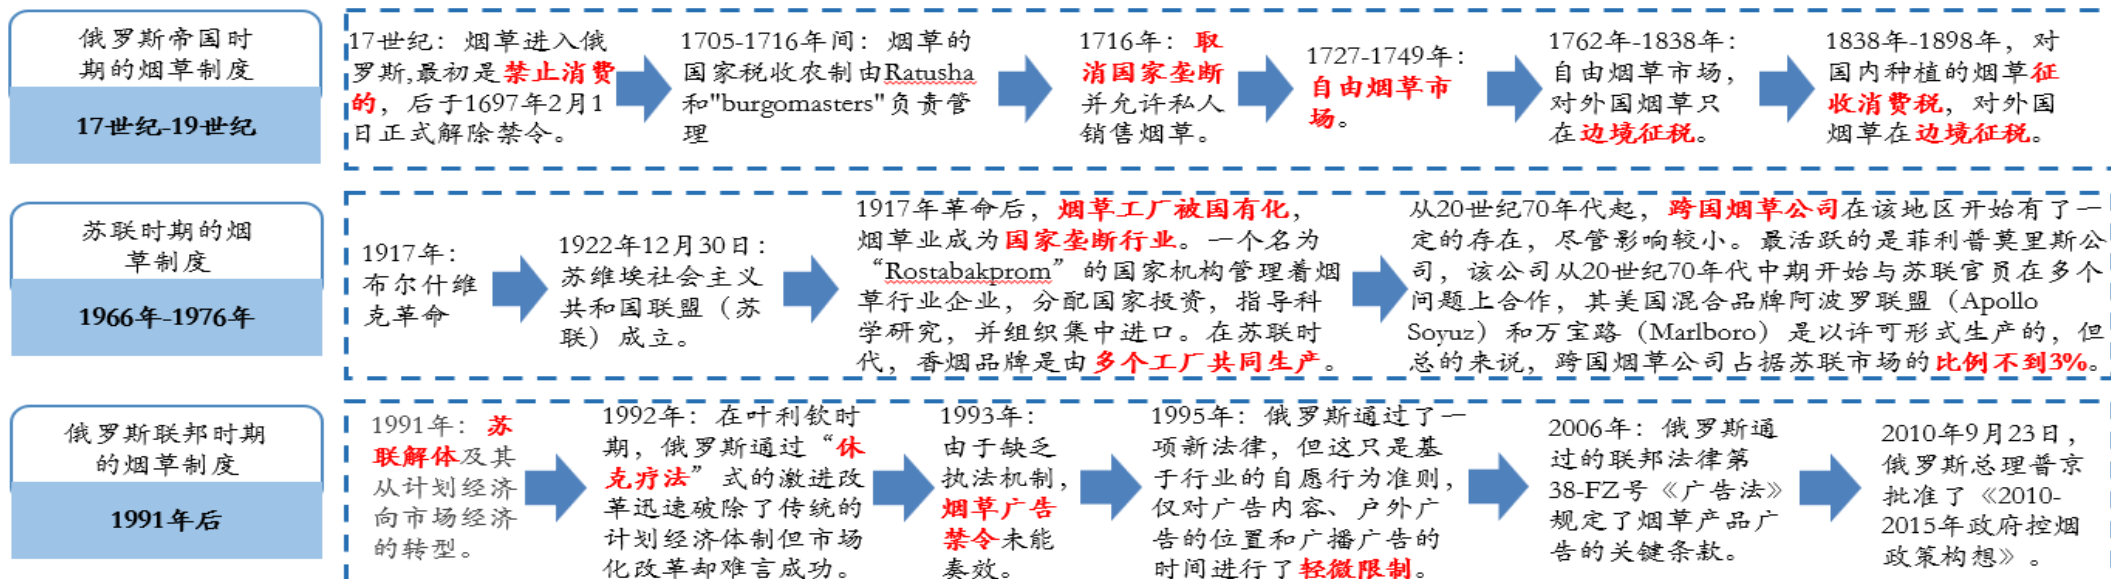 俄罗斯帝国时
期的烟草制度
17世纪-19世纪
17世纪：烟草进入俄
罗斯,最初是禁止消费
的，后于1697年2月1
日正式解除禁令。
1705-1716年间：烟草的
国家税收农制由Ratusha
和"burgomasters"负责管
理
1716年：取
消国家垄断
并允许私人
销售烟草。
1727-1749年：
自由烟草市
场。
1762年-1838年：
自由烟草市场，
对外国烟草只
在边境征税。
1838年-1898年，对
国内种植的烟草征
收消费税，对外国
烟草在边境征税。
苏联时期的烟
草制度
1966年-1976年
1917年：
布尔什维
克革命
1922年12月30日：
苏维埃社会主义
共和国联盟（苏
联）成立。
1917年革命后，烟草工厂被国有化，
烟草业成为国家垄断行业。一个名为
“Rostabakprom”的国家机构管理着烟
草行业企业，分配国家投资，指导科
学研究，并组织集中进口。在苏联时
代，香烟品牌是由多个工厂共同生产。
从20世纪70年代起，跨国烟草公司在该地区开始有了一
定的存在，尽管影响较小。最活跃的是菲利普莫里斯公
司，该公司从20世纪70年代中期开始与苏联官员在多个
问题上合作，其美国混合品牌阿波罗联盟（Apollo
Soyuz）和万宝路（Marlboro）是以许可形式生产的，但
总的来说，跨国烟草公司占据苏联市场的比例不到3%。
俄罗斯联邦时期
的烟草制度
1991年后
1991年：苏
联解体及其
从计划经济
向市场经济
的转型。
1992年：在叶利钦时
期，俄罗斯通过“休
克疗法”式的激进改
革迅速破除了传统的
计划经济体制但市场
化改革却难言成功。
1993年：
由于缺乏
执法机制，
烟草广告
禁令未能
奏效。
1995年：俄罗斯通过了一
项新法律，但这只是基
于行业的自愿行为准则，
仅对广告内容、户外广
告的位置和广播广告的
时间进行了轻微限制。
2006年：俄罗斯通
过的联邦法律第
38-FZ号《广告法》
规定了烟草产品广
告的关键条款。
2010年9月23日，
俄罗斯总理普京
批准了《2010-
2015年政府控烟
政策构想》。